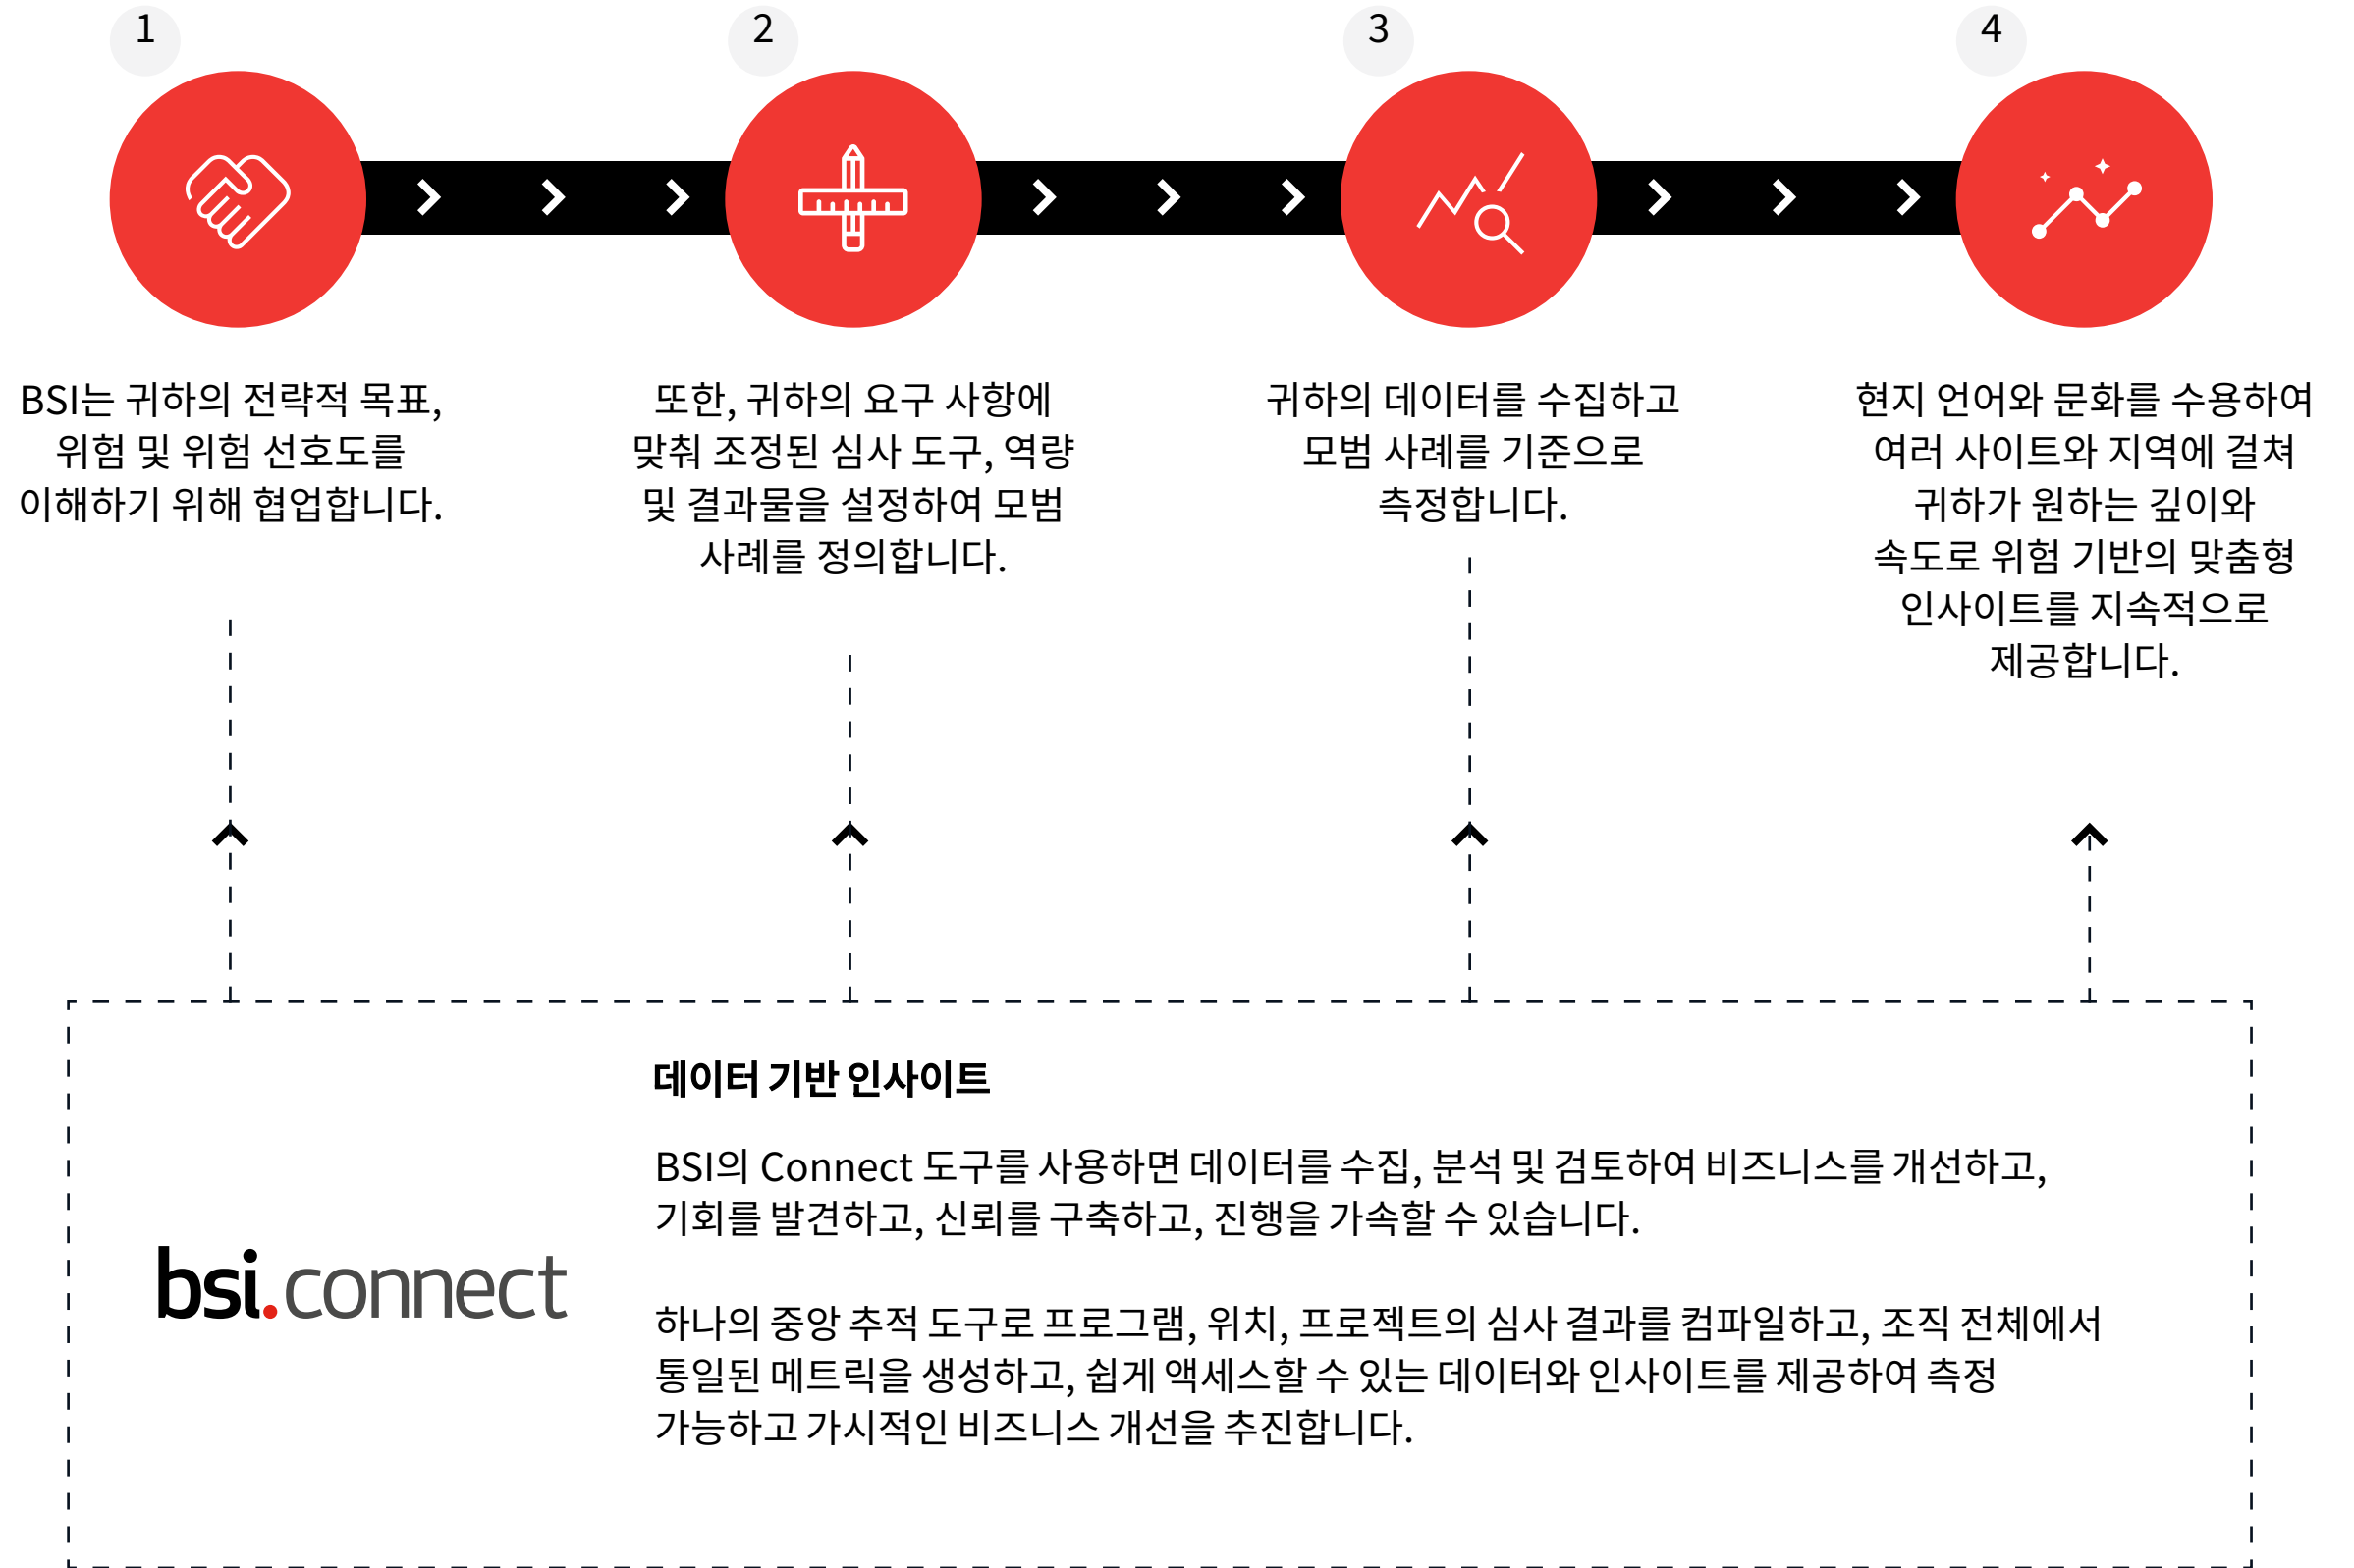 1
BSI는 귀하의 전략적 목표,
위험 및 위험 선호도를
이해하기 위해 협업합니다.
2
또한, 귀하의 요구 사항에
맞춰 조정된 심사 도구, 역량
및 결과물을 설정하여 모범
사례를 정의합니다.
3
귀하의 데이터를 수집하고
모범 사례를 기준으로
측정합니다.
4
현지 언어와 문화를 수용하여
여러 사이트와 지역에 걸쳐
귀하가 원하는 깊이와
속도로 위험 기반의 맞춤형
인사이트를 지속적으로
제공합니다.
bsi.connect
데이터 기반 인사이트
BSI의 Connect 도구를 사용하면 데이터를 수집, 분석 및 검토하여 비즈니스를 개선하고,
기회를 발견하고, 신뢰를 구축하고, 진행을 가속할 수 있습니다.
하나의 중앙 추적 도구로 프로그램, 위치, 프로젝트의 심사 결과를 컴파일하고, 조직 전체에서
통일된 메트릭을 생성하고, 쉽게 액세스할 수 있는 데이터와 인사이트를 제공하여 측정
가능하고 가시적인 비즈니스 개선을 추진합니다.